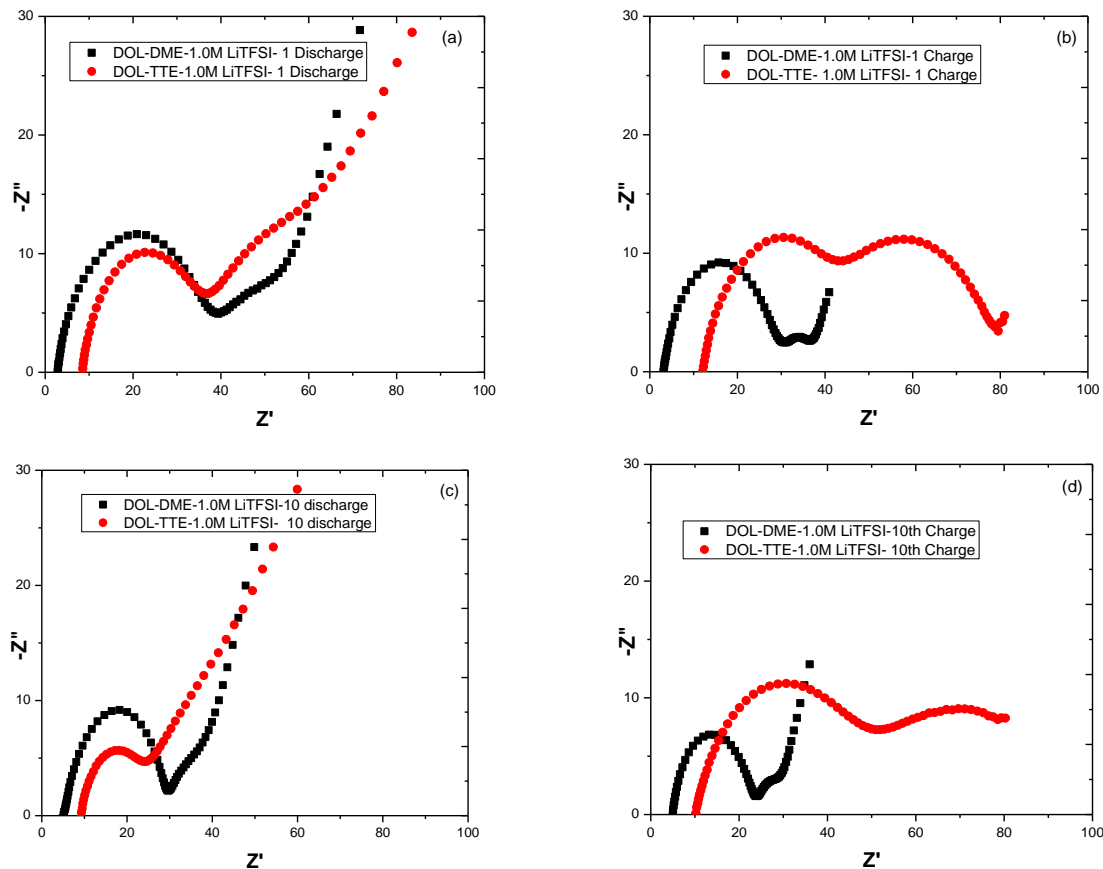 (a)
DOL-DME-1.0M LiTFSI- 1 Discharge
DOL-TTE-1.0M LiTFSI- 1 Discharge
-Z"
30
20
10
0
0 20 40 60 80 100
Z'
(b)
DOL-DME-1.0M LiTFSI-1 Charge
DOL-TTE- 1.0M LiTFSI- 1 Charge
-Z"
30
20
10
0
0 20 40 60 80 100
Z'
(c)
DOL-DME-1.0M LiTFSI-10 discharge
DOL-TTE-1.0M LiTFSI- 10 discharge
-Z"
30
20
10
0
0 20 40 60 80 100
Z'
(d)
DOL-DME-1.0M LiTFSI-10th Charge
DOL-TTE-1.0M LiTFSI- 10th Charge
-Z"
30
20
10
0
0 20 40 60 80 100
Z'